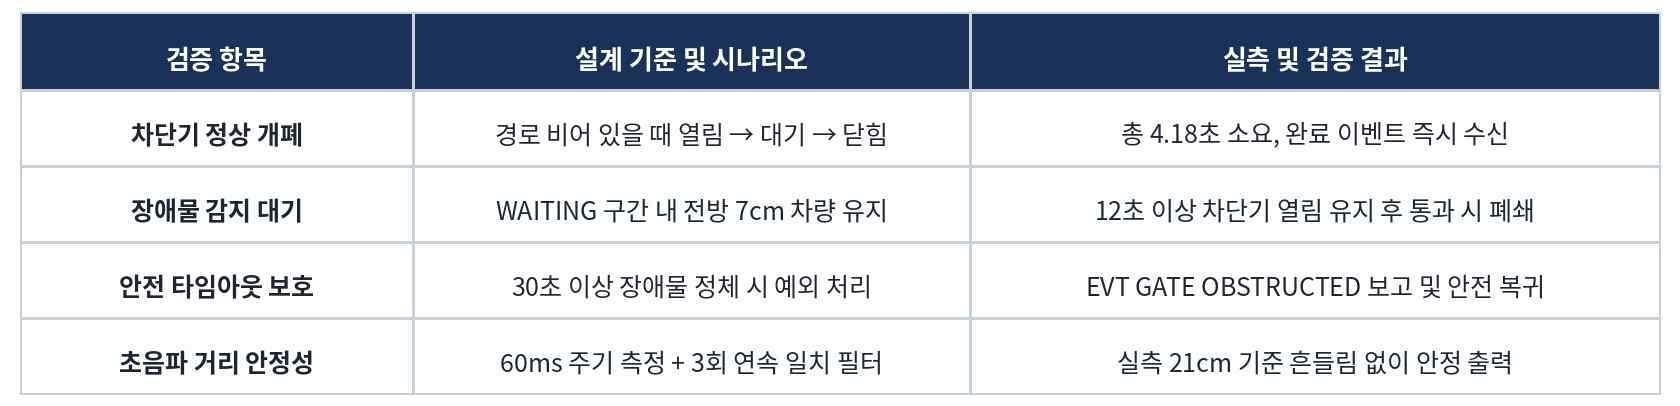 검증 항목 설계 기준 및 시나리오 실측 및 검증 결과
차단기 정상 개폐 경로 비어 있을 때 열림 → 대기 → 닫힘 총 4.18초 소요, 완료 이벤트 즉시 수신
장애물 감지 대기 WAITING 구간 내 전방 7cm 차량 유지 12초 이상 차단기 열림 유지 후 통과 시 폐쇄
안전 타임아웃 보호 30초 이상 장애물 정체 시 예외 처리 EVT GATE OBSTRUCTED 보고 및 안전 복귀
초음파 거리 안정성 60ms 주기 측정 + 3회 연속 일치 필터 실측 21cm 기준 흔들림 없이 안정 출력